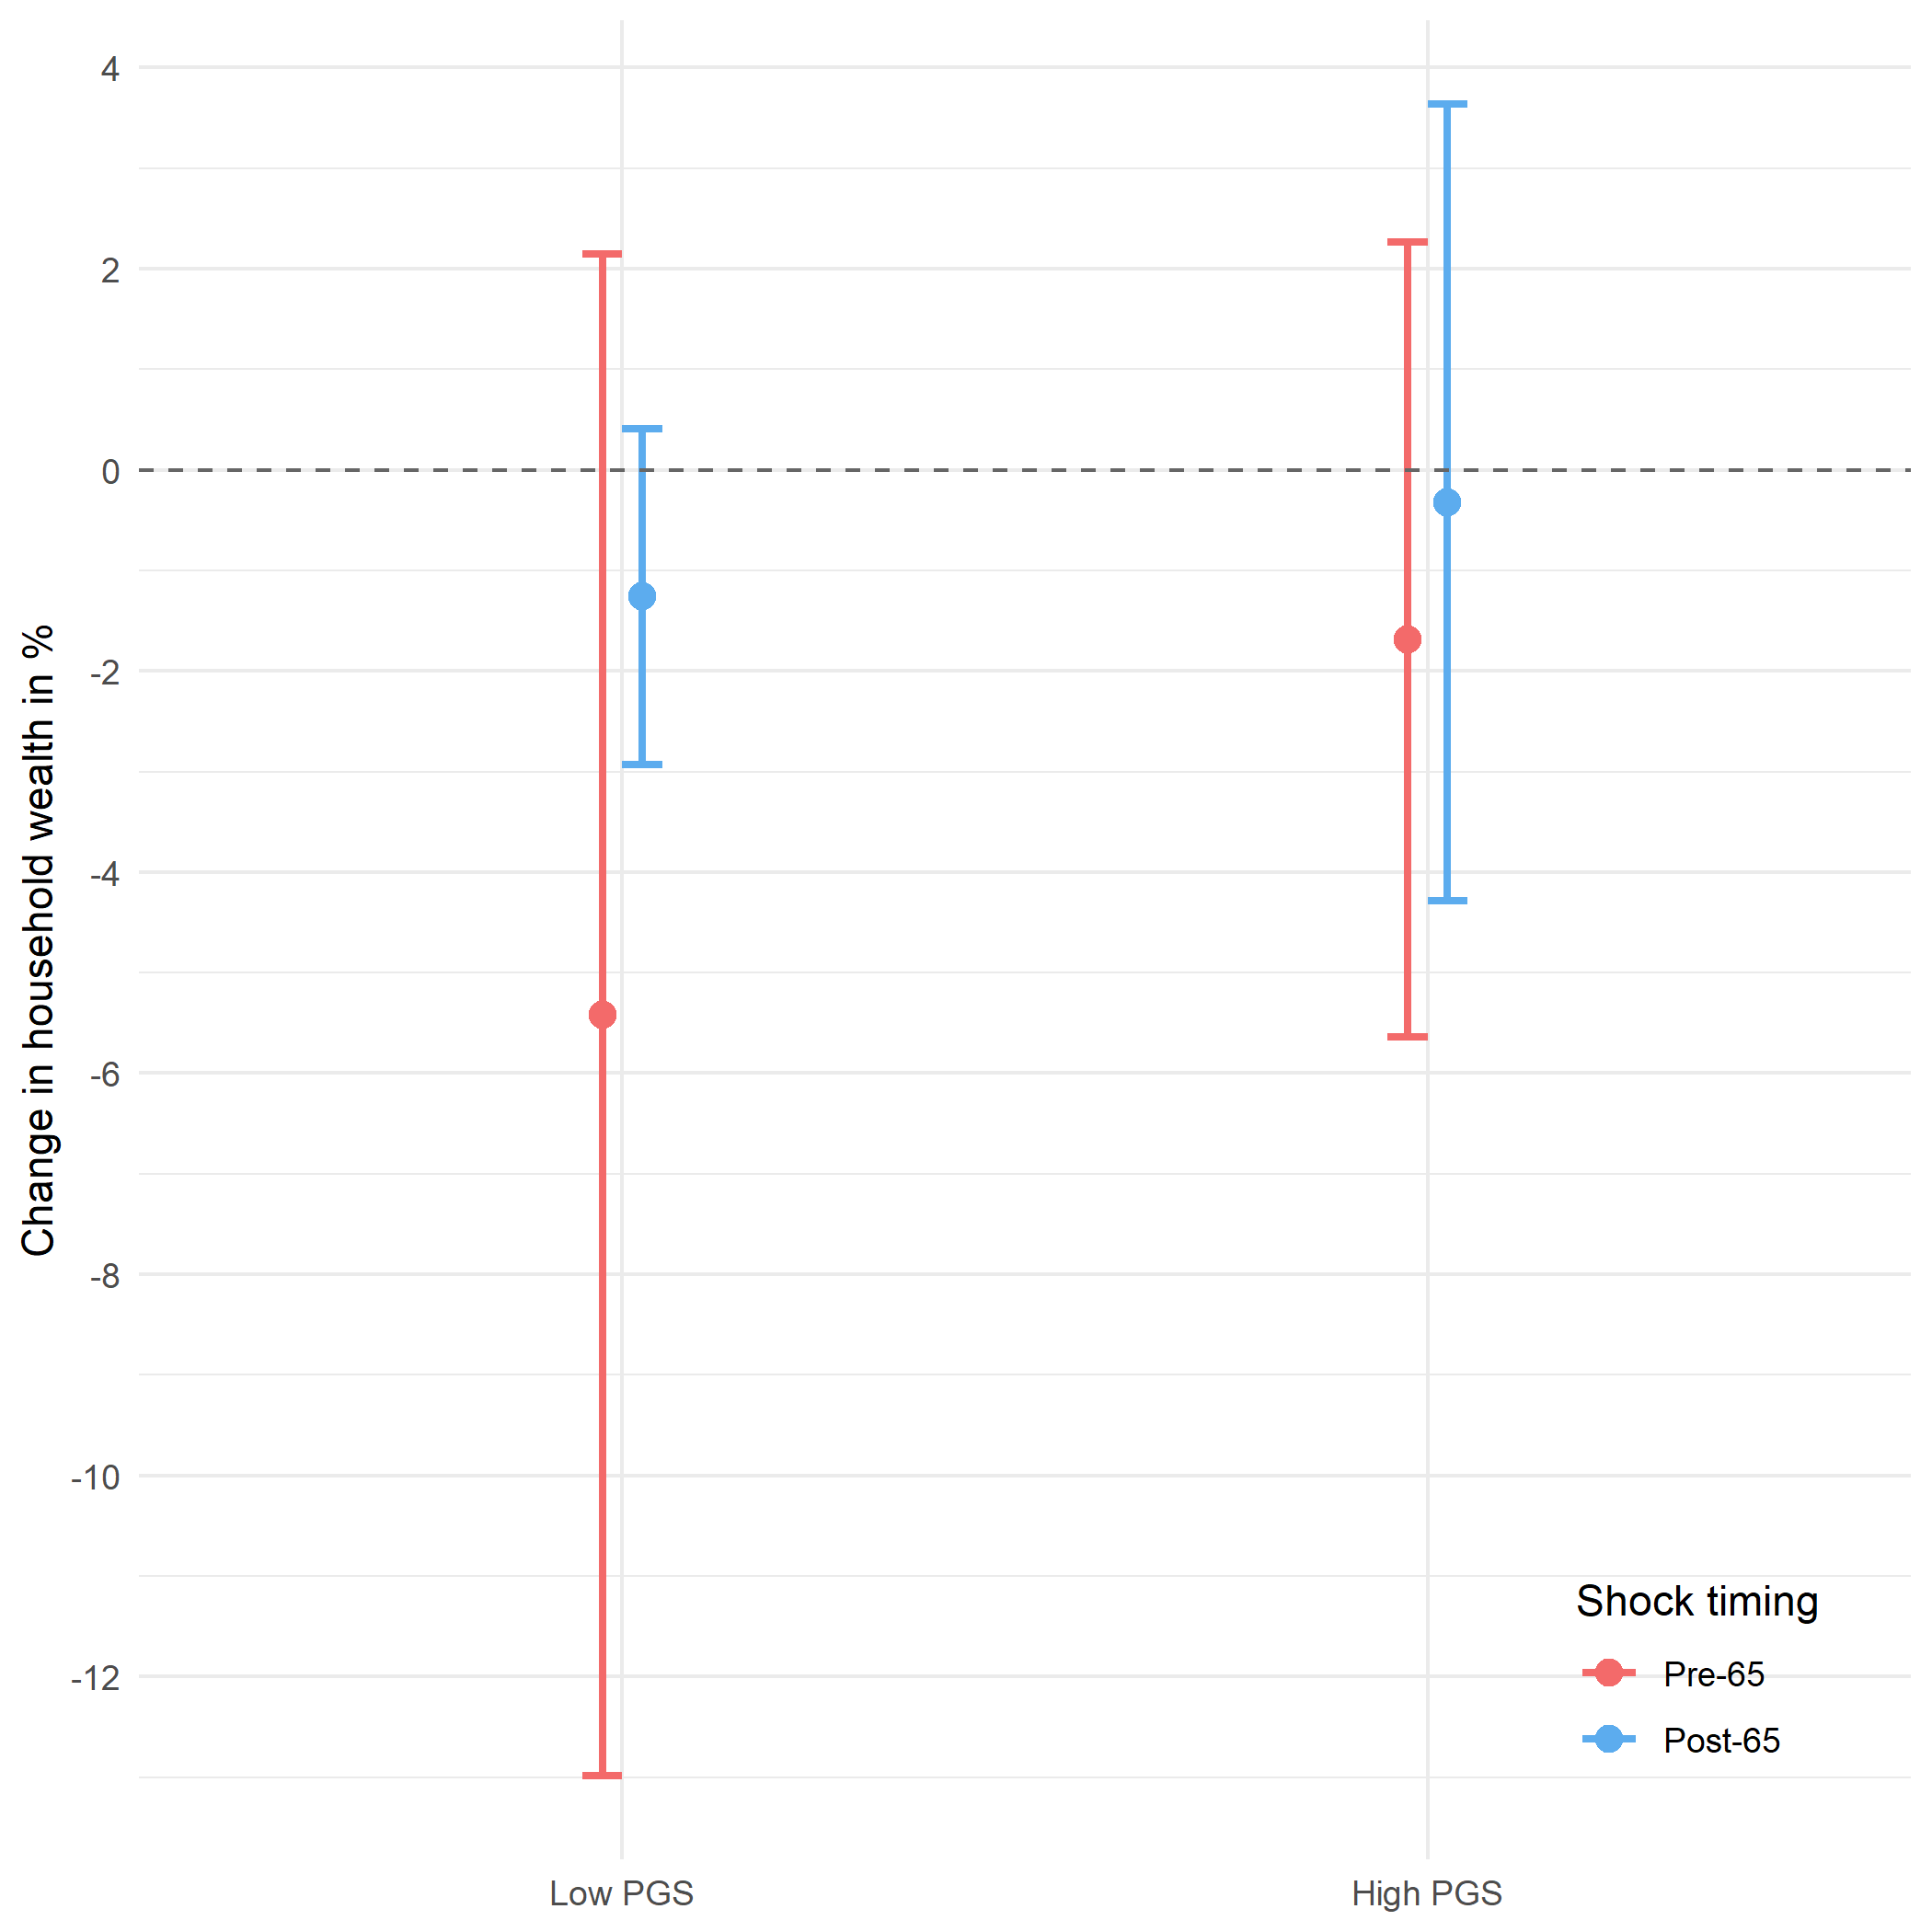 Change in household wealth in %
4
2
0
-2
-4
-6
-8
-10
-12
Low PGS
High PGS
Shock timing
Pre-65
Post-65